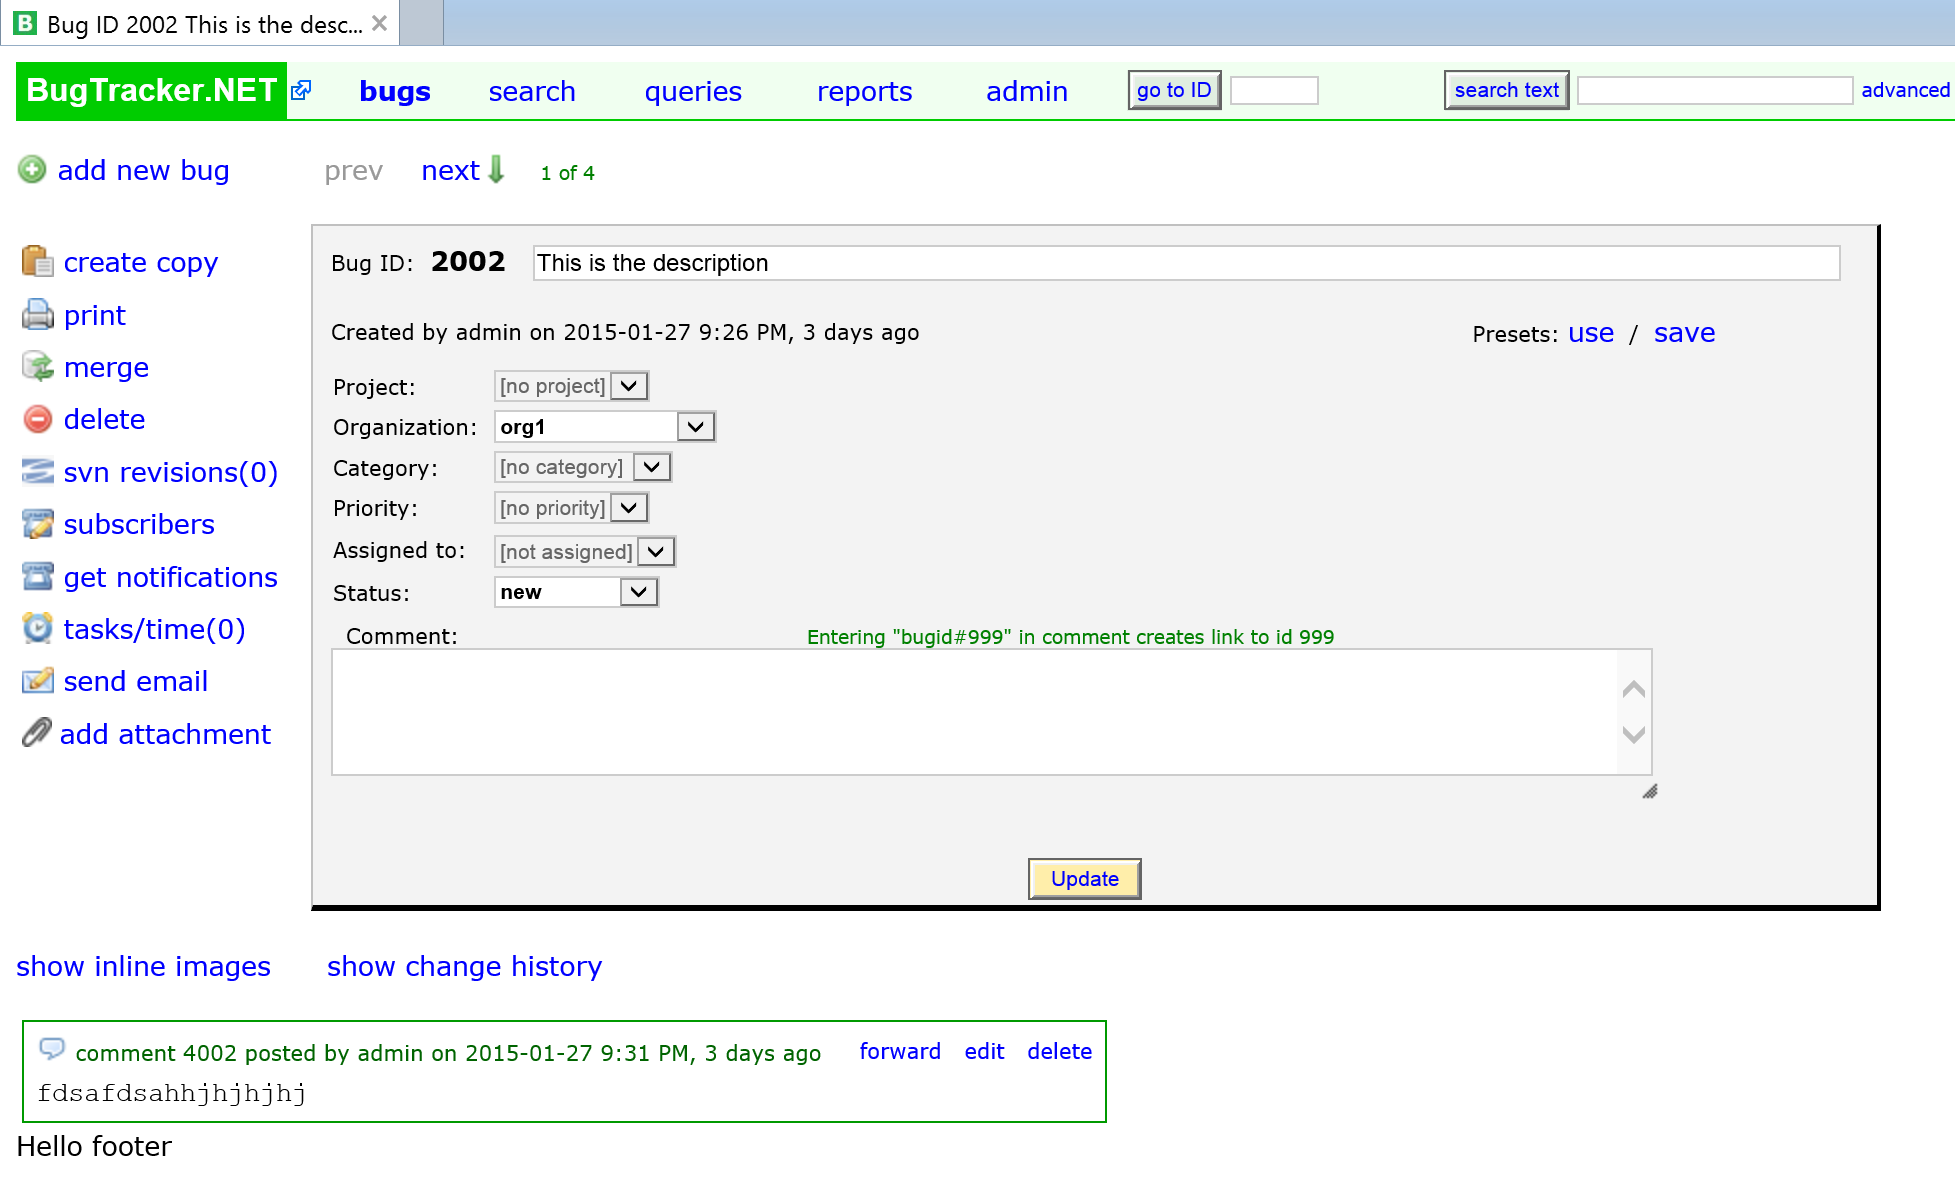 Bug ID 2002 This is the desc...
BugTracker.NET bugs search queries reports admin go to ID search text advanced
add new bug prev next 1 of 4
create copy
print
merge
delete
svn revisions(0)
subscribers
get notifications
tasks/time(0)
send email
add attachment
Bug ID: 2002 This is the description
Created by admin on 2015-01-27 9:26 PM, 3 days ago Presets: use / save
Project: [no project]
Organization: org1
Category: [no category]
Priority: [no priority]
Assigned to: [not assigned]
Status: new
Comment: Entering "bugid#999" in comment creates link to id 999
Update
show inline images show change history
comment 4002 posted by admin on 2015-01-27 9:31 PM, 3 days ago forward edit delete
fdsafdsahhjhjhjhj
Hello footer